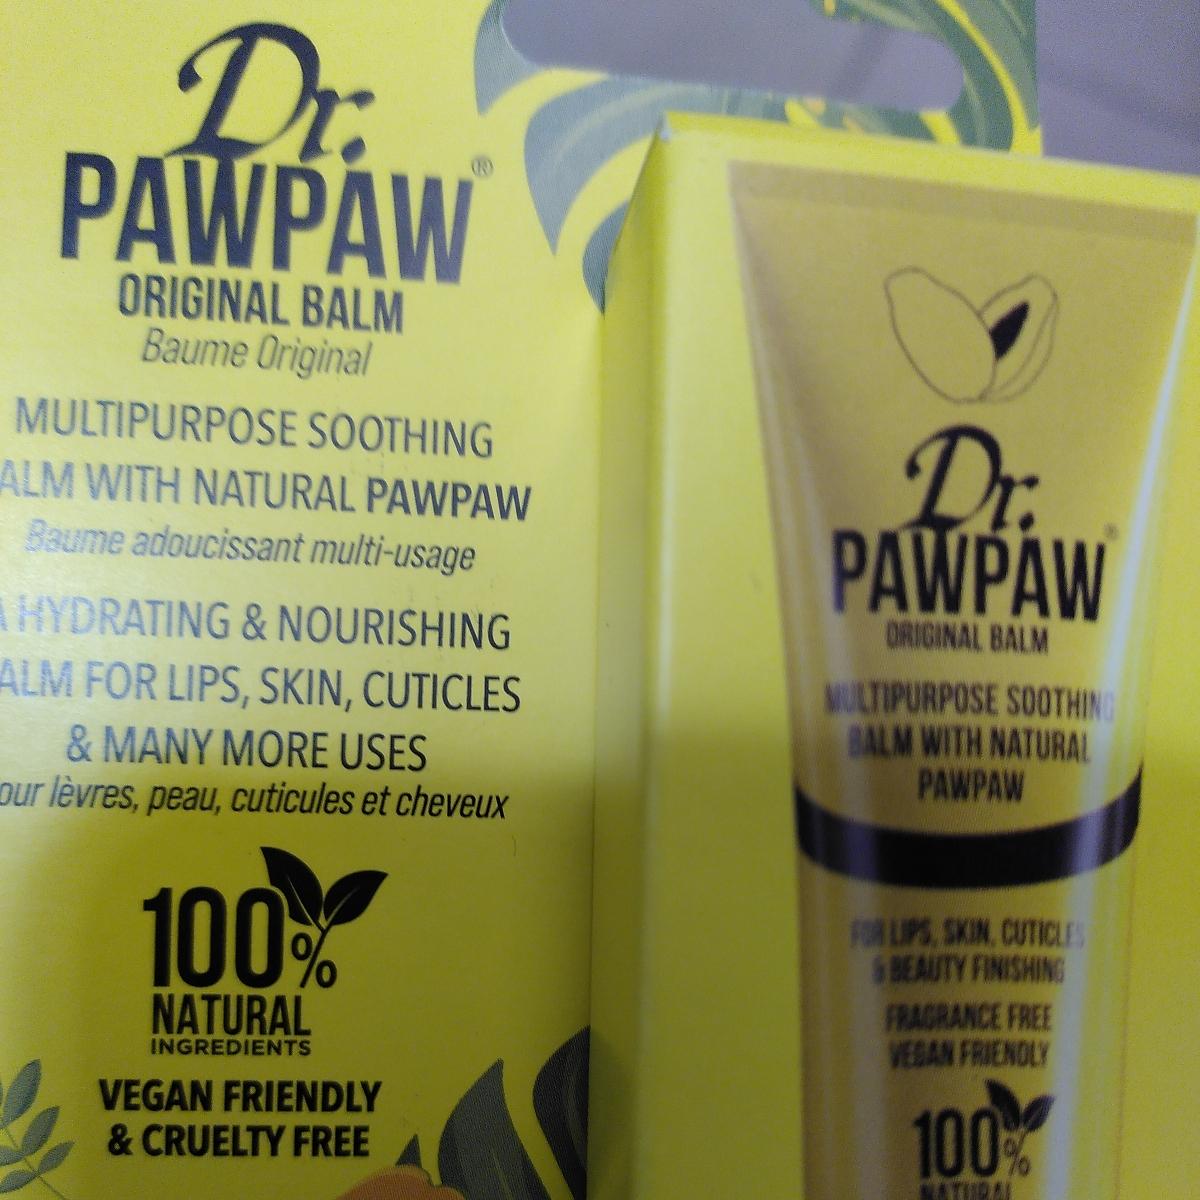 Dr.
PAWPAW®
ORIGINAL BALM
Baume Original
MULTIPURPOSE SOOTHING
ALM WITH NATURAL PAWPAW
Baume adoucissant multi-usage
A HYDRATING & NOURISHING
ALM FOR LIPS, SKIN, CUTICLES
& MANY MORE USES
our lèvres, peau, cuticules et cheveux
100%
NATURAL
INGREDIENTS
VEGAN FRIENDLY
& CRUELTY FREE
Dr.
PAWPAW®
ORIGINAL BALM
MULTIPURPOSE SOOTHING
BALM WITH NATURAL
PAWPAW
FOR LIPS, SKIN, CUTICLES
& BEAUTY FINISHING
FRAGRANCE FREE
VEGAN FRIENDLY
100%
NATURAL